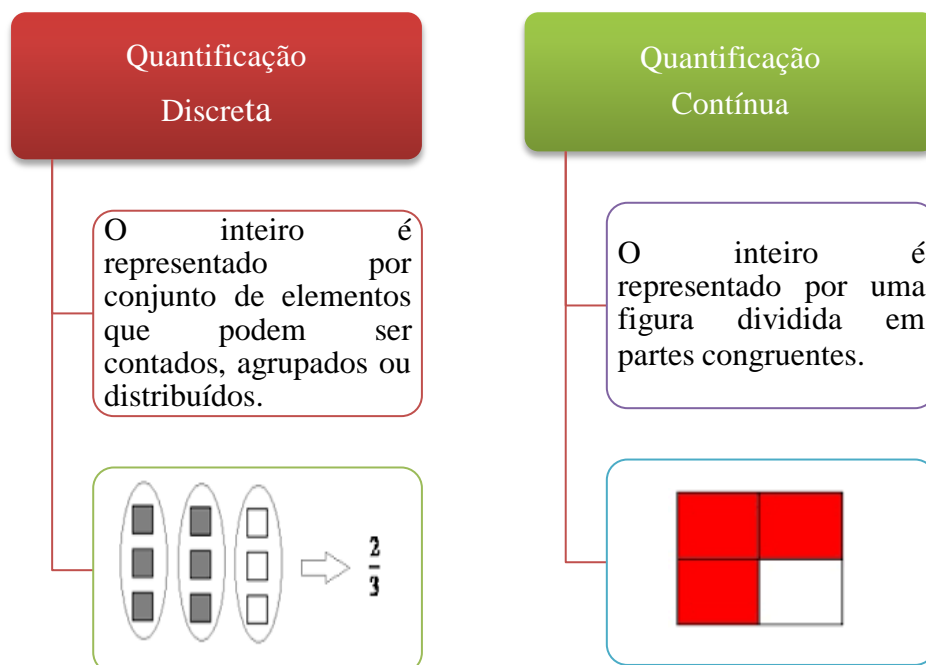 Quantificação
Discreta
O inteiro é
representado por
conjunto de elementos
que podem ser
contados, agrupados ou
distribuídos.
2
3
Quantificação
Contínua
O inteiro é
representado por uma
figura dividida em
partes congruentes.